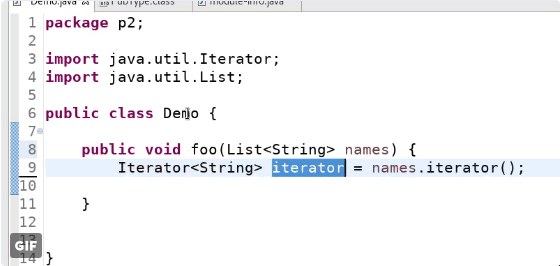 Demo.java PubType.class module-info.java
1 package p2;
2
3 import java.util.Iterator;
4 import java.util.List;
5
6 public class Demo {
7
8 public void foo(List<String> names) {
9 Iterator<String> iterator = names.iterator();
10
11 }
12
GIF
14 }